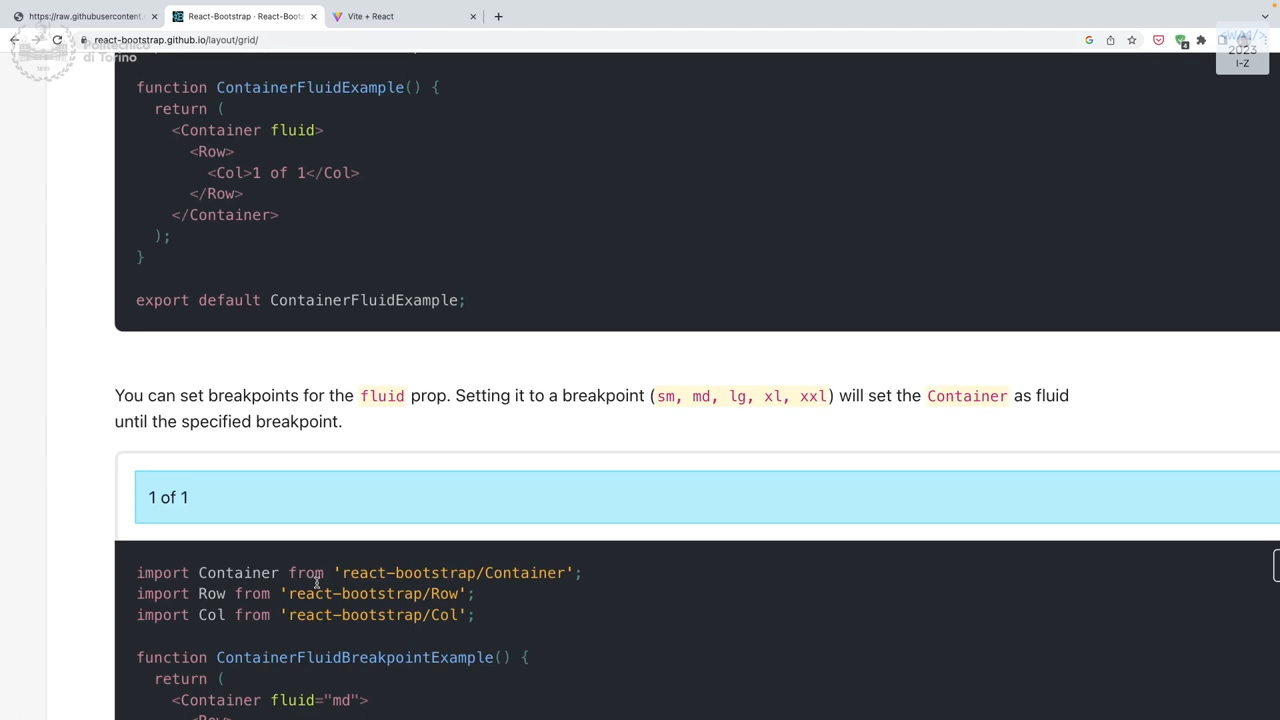 https://raw.githubusercontent.
React-Bootstrap · React-Boots
Vite + React
react-bootstrap.github.io/layout/grid/
Politecnico
di Torino
2023
I-Z
function ContainerFluidExample() {
return (
<Container fluid>
<Row>
<Col>1 of 1</Col>
</Row>
</Container>
);
}
export default ContainerFluidExample;
You can set breakpoints for the fluid prop. Setting it to a breakpoint (sm, md, lg, xl, xxl) will set the Container as fluid
until the specified breakpoint.
1 of 1
import Container from 'react-bootstrap/Container';
import Row from 'react-bootstrap/Row';
import Col from 'react-bootstrap/Col';
function ContainerFluidBreakpointExample() {
return (
<Container fluid="md">
<Row>